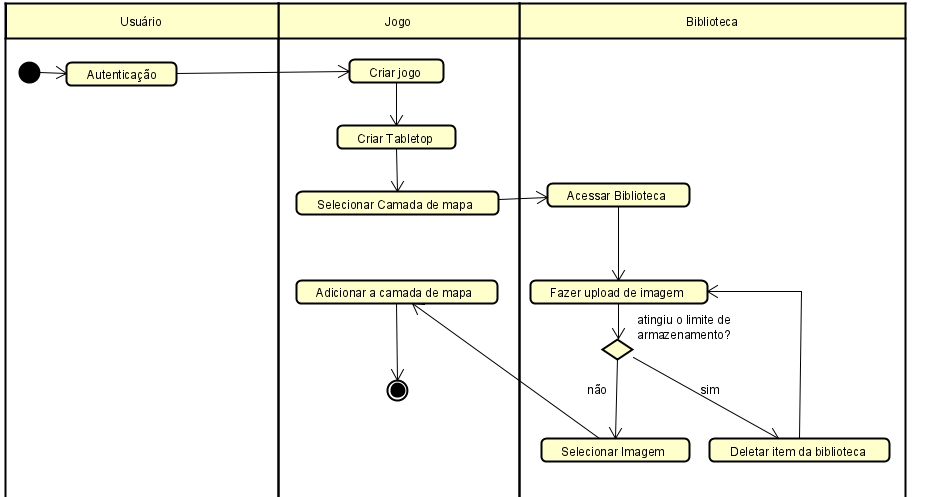 Usuário
Jogo
Biblioteca
Autenticação
Criar jogo
Criar Tabletop
Selecionar Camada de mapa
Acessar Biblioteca
Adicionar a camada de mapa
Fazer upload de imagem
atingiu o limite de
armazenamento?
não
sim
Selecionar Imagem
Deletar item da biblioteca